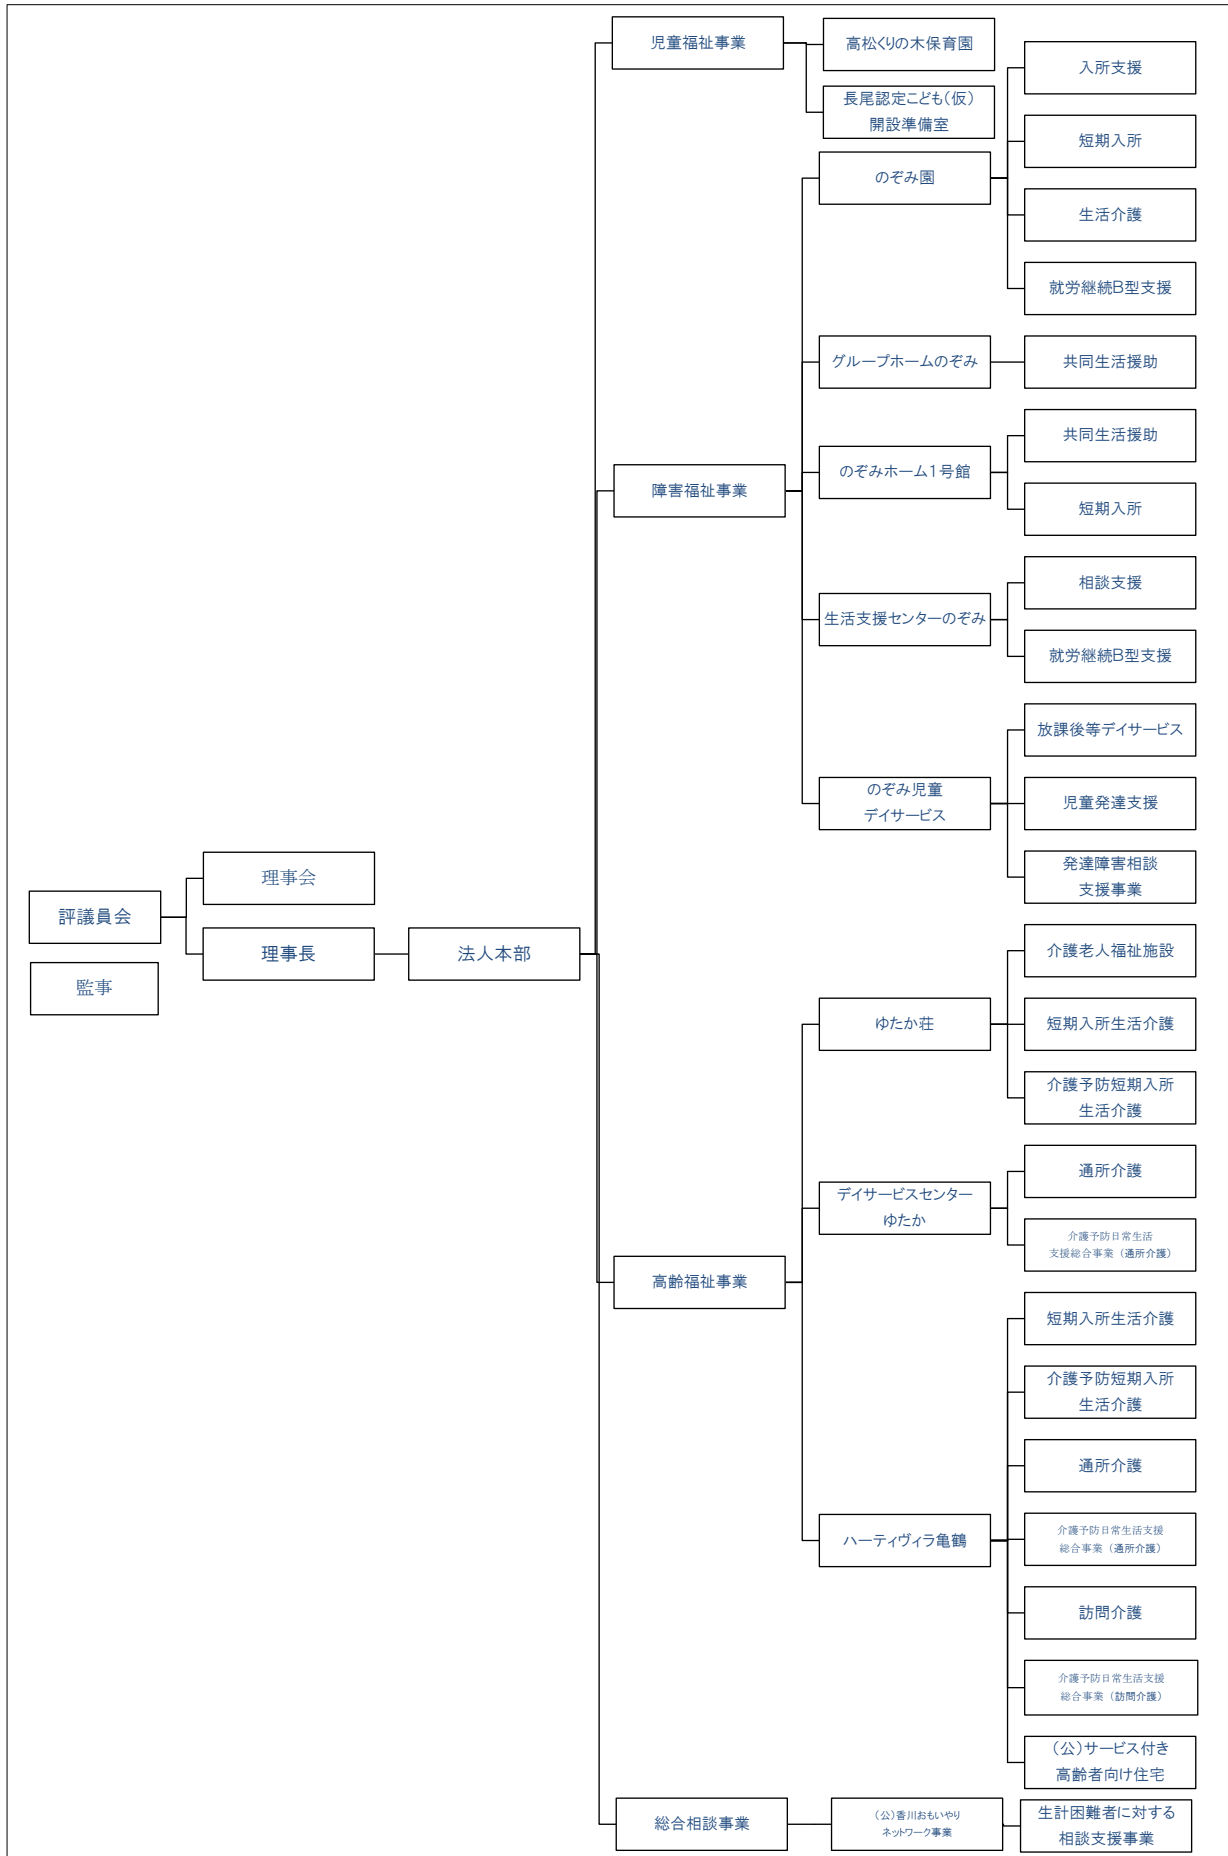 評議員会
監事
理事会
理事長
法人本部
児童福祉事業
高松くりの木保育園
長尾認定こども(仮)
開設準備室
障害福祉事業
のぞみ園
入所支援
短期入所
生活介護
就労継続B型支援
グループホームのぞみ
共同生活援助
のぞみホーム1号館
共同生活援助
短期入所
生活支援センターのぞみ
相談支援
就労継続B型支援
のぞみ児童
デイサービス
放課後等デイサービス
児童発達支援
発達障害相談
支援事業
高齢福祉事業
ゆたか荘
介護老人福祉施設
短期入所生活介護
介護予防短期入所
生活介護
デイサービスセンター
ゆたか
通所介護
介護予防日常生活
支援総合事業（通所介護）
ハーティヴィラ亀鶴
短期入所生活介護
介護予防短期入所
生活介護
通所介護
介護予防日常生活支援
総合事業（通所介護）
訪問介護
介護予防日常生活支援
総合事業（訪問介護）
(公)サービス付き
高齢者向け住宅
総合相談事業
(公)香川おもいやり
ネットワーク事業
生計困難者に対する
相談支援事業